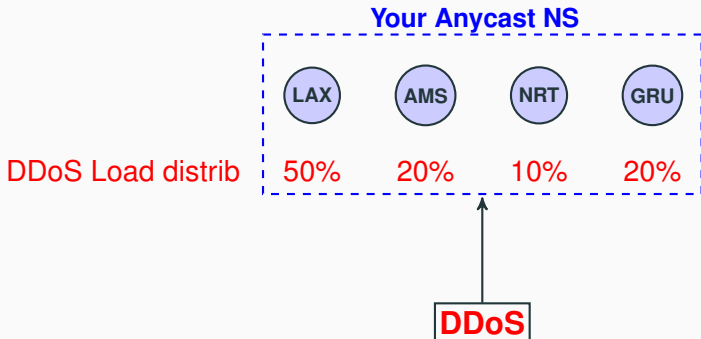 Your Anycast NS
LAX AMS NRT GRU
DDoS Load distrib 50% 20% 10% 20%
DDoS